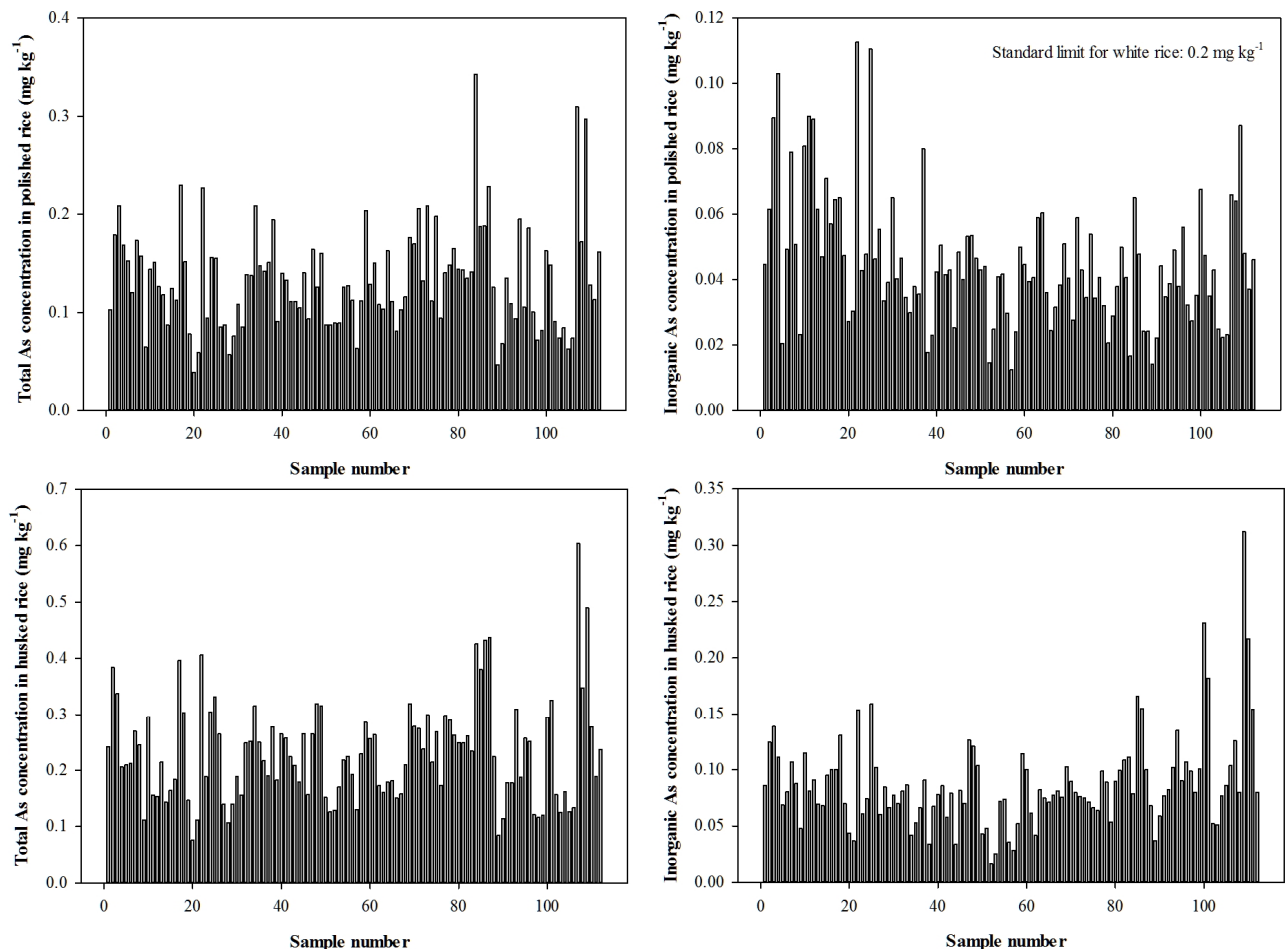 Total As concentration in polished rice (mg kg⁻¹)
0.4
0.3
0.2
0.1
0.0
0 20 40 60 80 100
Sample number
Inorganic As concentration in polished rice (mg kg⁻¹)
Standard limit for white rice: 0.2 mg kg⁻¹
0.12
0.10
0.08
0.06
0.04
0.02
0.00
0 20 40 60 80 100
Sample number
Total As concentration in husked rice (mg kg⁻¹)
0.7
0.6
0.5
0.4
0.3
0.2
0.1
0.0
0 20 40 60 80 100
Sample number
Inorganic As concentration in husked rice (mg kg⁻¹)
0.35
0.30
0.25
0.20
0.15
0.10
0.05
0.00
0 20 40 60 80 100
Sample number